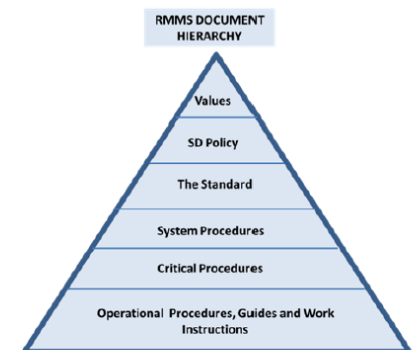 RMMS DOCUMENT
HIERARCHY
Values
SD Policy
The Standard
System Procedures
Critical Procedures
Operational Procedures, Guides and Work
Instructions